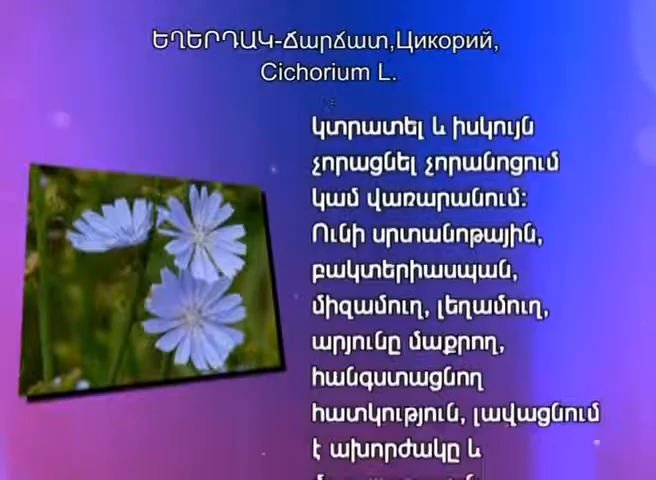 ԵՂԵՐԴԱԿ-Ճարճատ,Цикорий,
Cichorium L.
կտրատել և իսկույն
չորացնել չորանոցում
կամ վառարանում:
Ունի սրտանոթային,
բակտերիասպան,
միզամուղ, լեղամուղ,
արյունը մաքրող,
հանգստացնող
հատկություն, լավացնում
է ախորժակը և